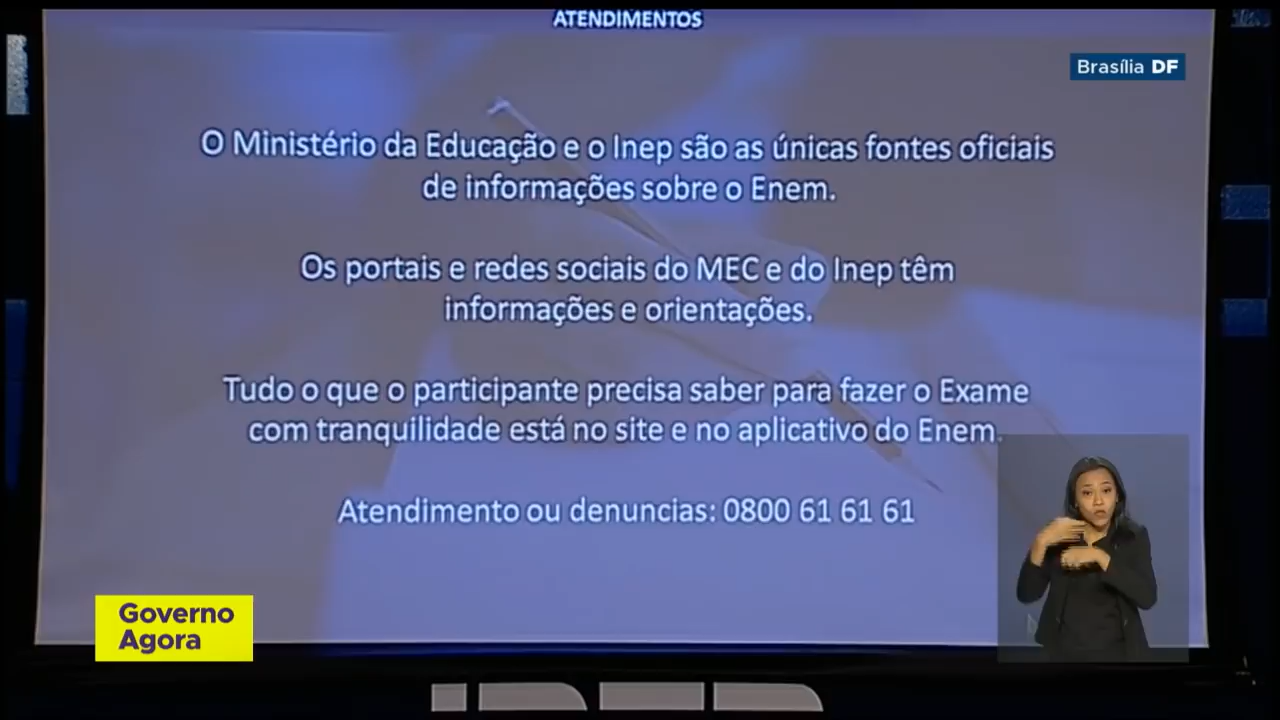 ATENDIMENTOS
Brasília DF
O Ministério da Educação e o Inep são as únicas fontes oficiais
de informações sobre o Enem.
Os portais e redes sociais do MEC e do Inep têm
informações e orientações.
Tudo o que o participante precisa saber para fazer o Exame
com tranquilidade está no site e no aplicativo do Enem.
Atendimento ou denuncias: 0800 61 61 61
Governo
Agora